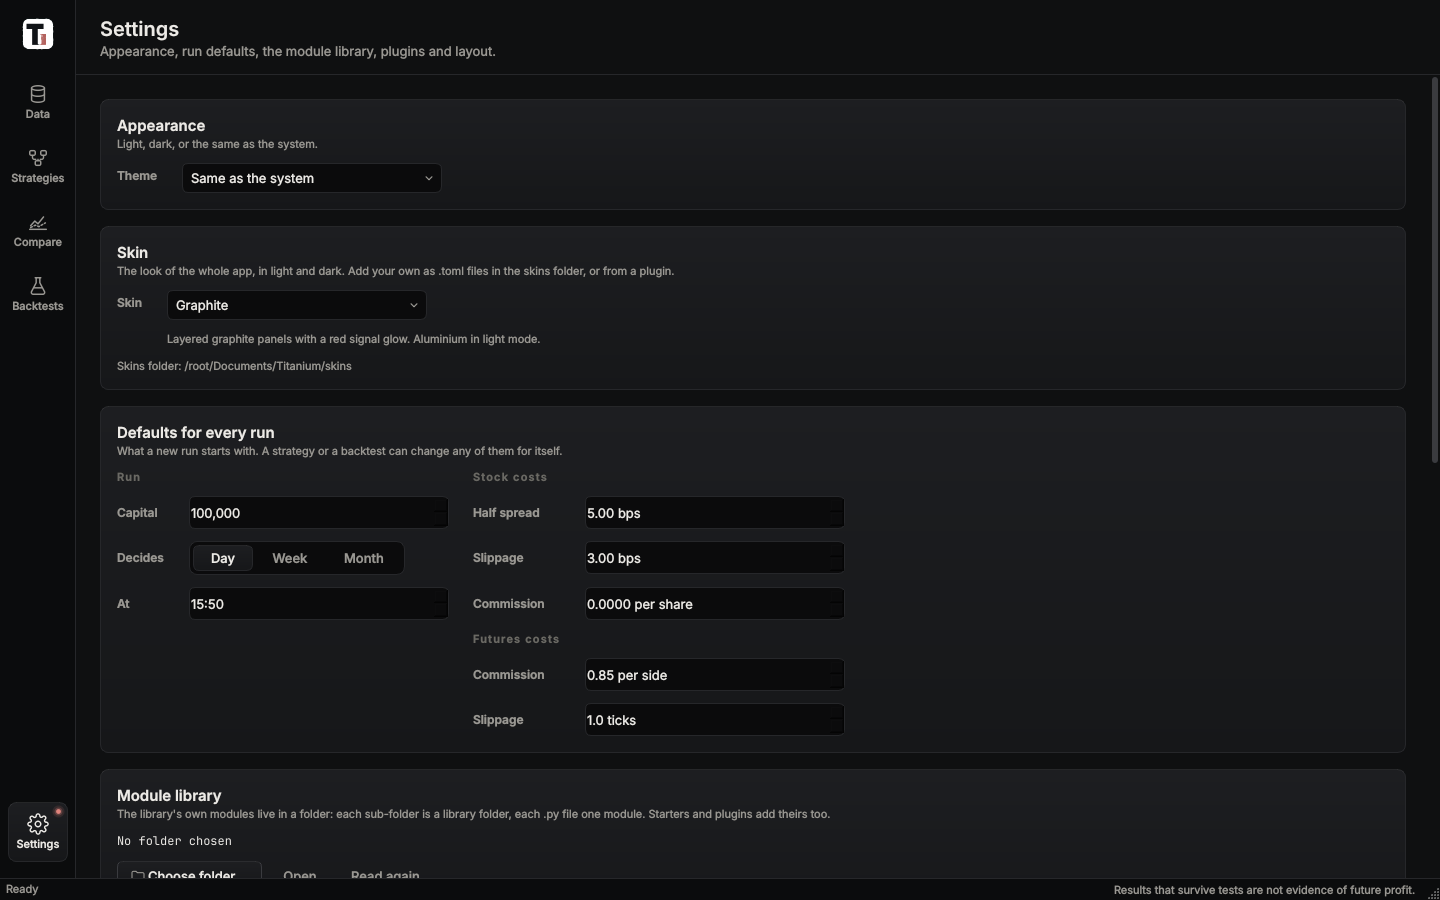 Ti
Settings
Appearance, run defaults, the module library, plugins and layout.
Data
Strategies
Compare
Backtests
Settings
Appearance
Light, dark, or the same as the system.
Theme
Same as the system
Skin
The look of the whole app, in light and dark. Add your own as .toml files in the skins folder, or from a plugin.
Skin
Graphite
Layered graphite panels with a red signal glow. Aluminium in light mode.
Skins folder: /root/Documents/Titanium/skins
Defaults for every run
What a new run starts with. A strategy or a backtest can change any of them for itself.
Run
Capital
100,000
Decides
Day Week Month
At
15:50
Stock costs
Half spread
5.00 bps
Slippage
3.00 bps
Commission
0.0000 per share
Futures costs
Commission
0.85 per side
Slippage
1.0 ticks
Module library
The library's own modules live in a folder: each sub-folder is a library folder, each .py file one module. Starters and plugins add theirs too.
No folder chosen
Choose folder Open Read again
Ready
Results that survive tests are not evidence of future profit.